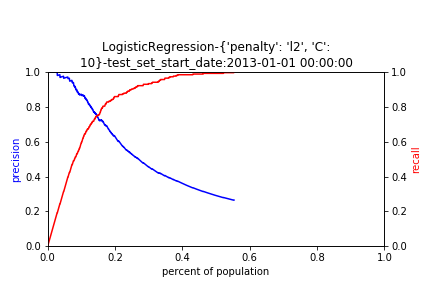 LogisticRegression-{'penalty': 'l2', 'C':
10}-test_set_start_date:2013-01-01 00:00:00
1.0
0.8
0.6
0.4
0.2
0.0
precision
1.0
0.8
0.6
0.4
0.2
0.0
recall
0.0 0.2 0.4 0.6 0.8 1.0
percent of population